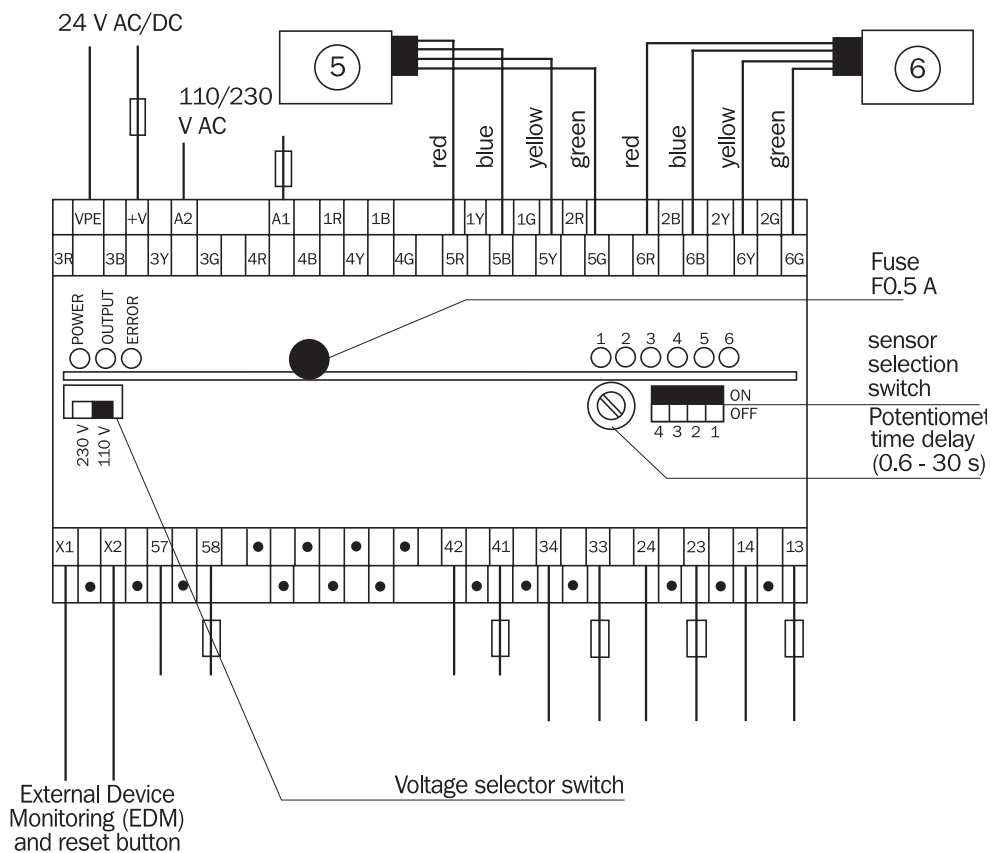 24 V AC/DC
110/230
V AC
5
6
red
blue
yellow
green
red
blue
yellow
green
VPE +V A2 A1 1R 1B 1Y 1G 2R 2B 2Y 2G
3R 3B 3Y 3G 4R 4B 4Y 4G 5R 5B 5Y 5G 6R 6B 6Y 6G
Fuse
F0.5 A
POWER
OUTPUT
ERROR
1 2 3 4 5 6
sensor
selection
switch
ON
OFF
4 3 2 1
230 V
110 V
Potentiomet
time delay
(0.6 - 30 s)
X1 X2 57 58 42 41 34 33 24 23 14 13
Voltage selector switch
External Device
Monitoring (EDM)
and reset button